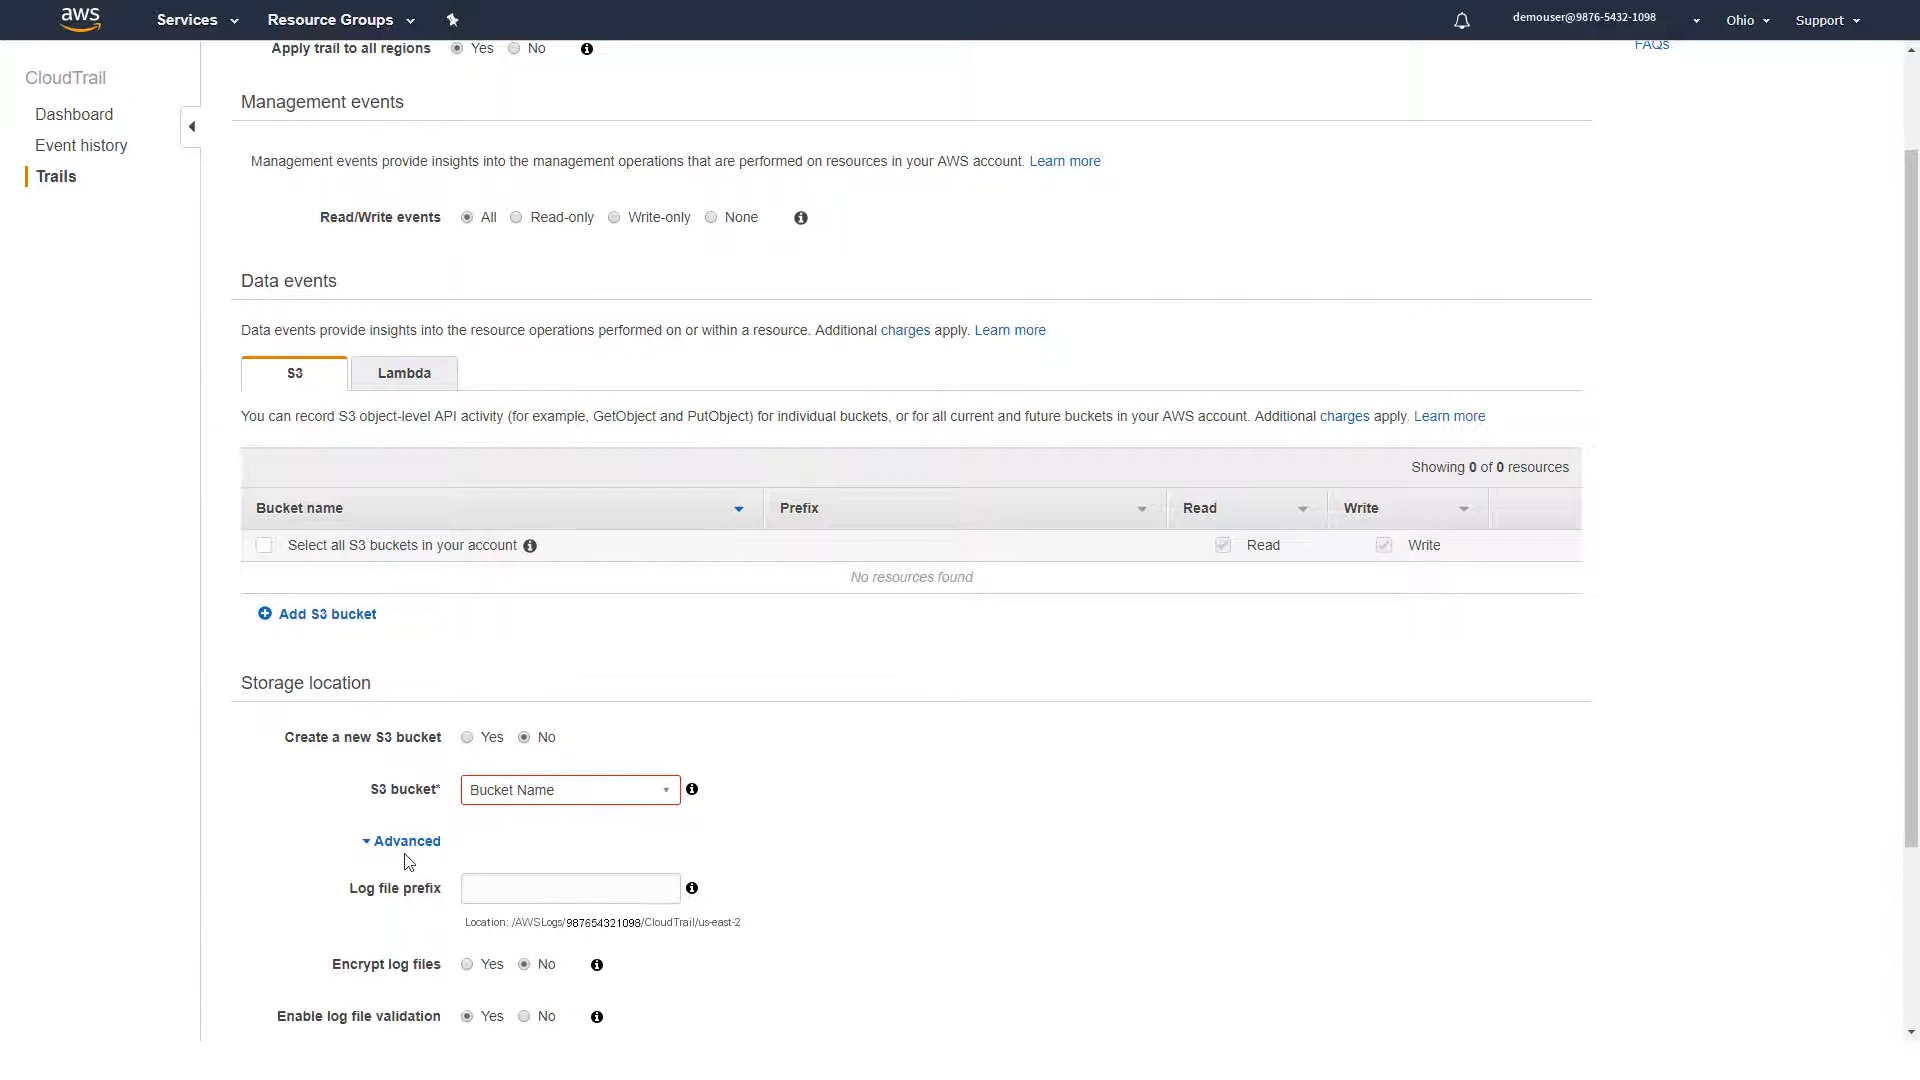 aws Services Resource Groups demouser@9876-5432-1098 Ohio Support
Apply trail to all regions Yes No
FAQs
CloudTrail
Dashboard
Event history
Trails
Management events
Management events provide insights into the management operations that are performed on resources in your AWS account. Learn more
Read/Write events All Read-only Write-only None
Data events
Data events provide insights into the resource operations performed on or within a resource. Additional charges apply. Learn more
S3 Lambda
You can record S3 object-level API activity (for example, GetObject and PutObject) for individual buckets, or for all current and future buckets in your AWS account. Additional charges apply. Learn more
Showing 0 of 0 resources
Bucket name Prefix Read Write
Select all S3 buckets in your account Read Write
No resources found
Add S3 bucket
Storage location
Create a new S3 bucket Yes No
S3 bucket* Bucket Name
Advanced
Log file prefix
Location: /AWSLogs/987654321098/CloudTrail/us-east-2
Encrypt log files Yes No
Enable log file validation Yes No